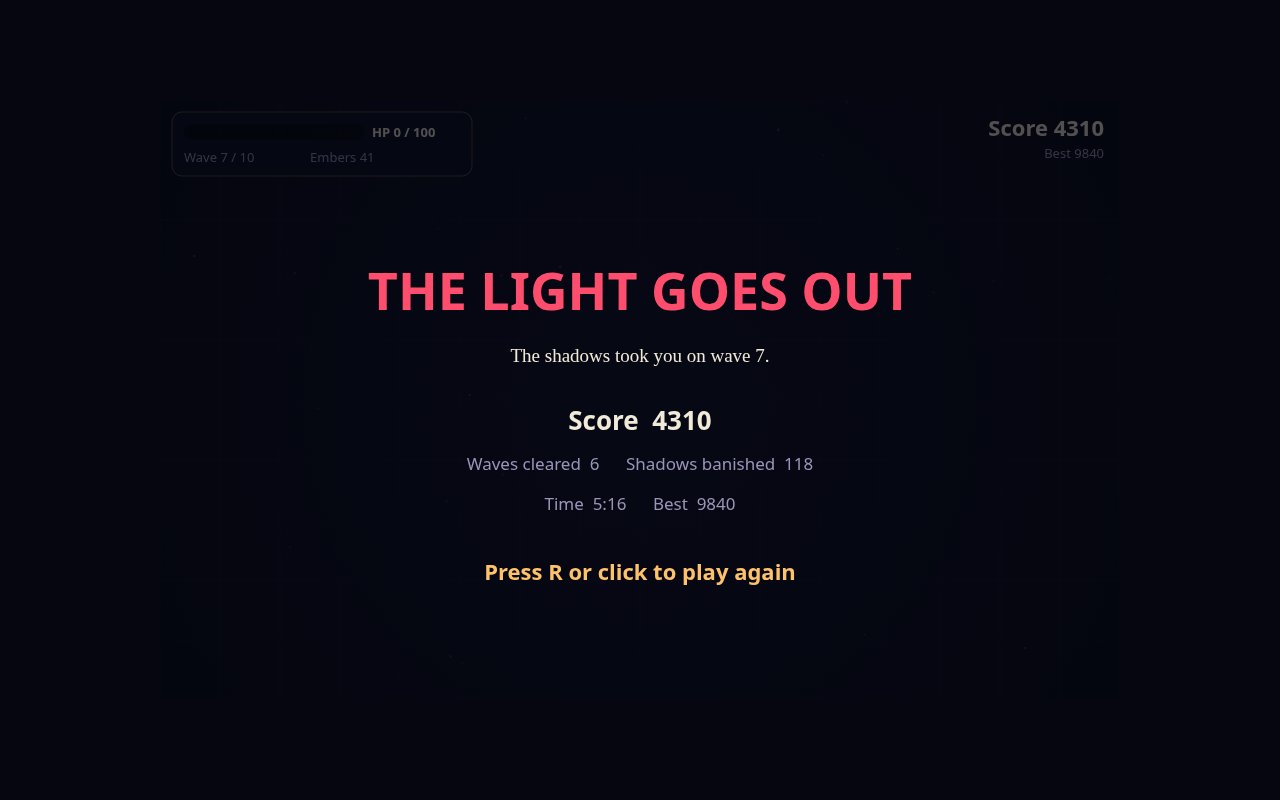 HP 0 / 100
Wave 7 / 10 Embers 41
Score 4310
Best 9840
THE LIGHT GOES OUT
The shadows took you on wave 7.
Score 4310
Waves cleared 6 Shadows banished 118
Time 5:16 Best 9840
Press R or click to play again